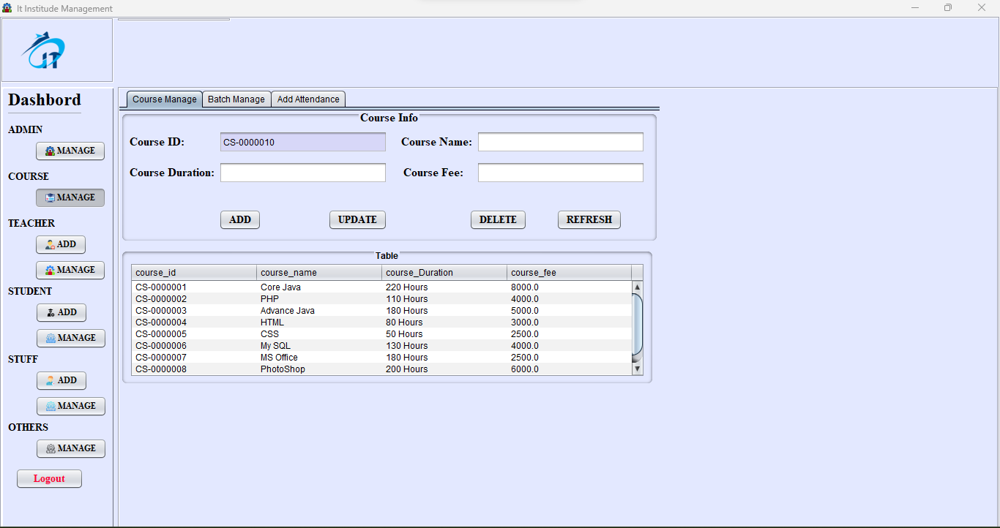 It Institude Management
IT
Dashbord
ADMIN
MANAGE
COURSE
MANAGE
TEACHER
ADD
MANAGE
STUDENT
ADD
MANAGE
STUFF
ADD
MANAGE
OTHERS
MANAGE
Logout
Course Manage Batch Manage Add Attendance
Course Info
Course ID: CS-0000010 Course Name:
Course Duration: Course Fee:
ADD UPDATE DELETE REFRESH
Table
course_id course_name course_Duration course_fee
CS-0000001 Core Java 220 Hours 8000.0
CS-0000002 PHP 110 Hours 4000.0
CS-0000003 Advance Java 180 Hours 5000.0
CS-0000004 HTML 80 Hours 3000.0
CS-0000005 CSS 50 Hours 2500.0
CS-0000006 My SQL 130 Hours 4000.0
CS-0000007 MS Office 180 Hours 2500.0
CS-0000008 PhotoShop 200 Hours 6000.0